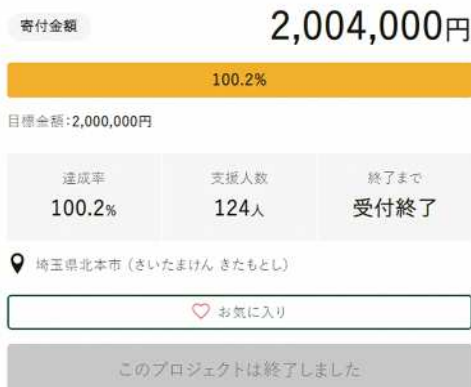 寄付金額
2,004,000円
100.2%
目標金額:2,000,000円
達成率 支援人数 終了まで
100.2% 124人 受付終了
埼玉県北本市（さいたまけん きたもとし）
お気に入り
このプロジェクトは終了しました